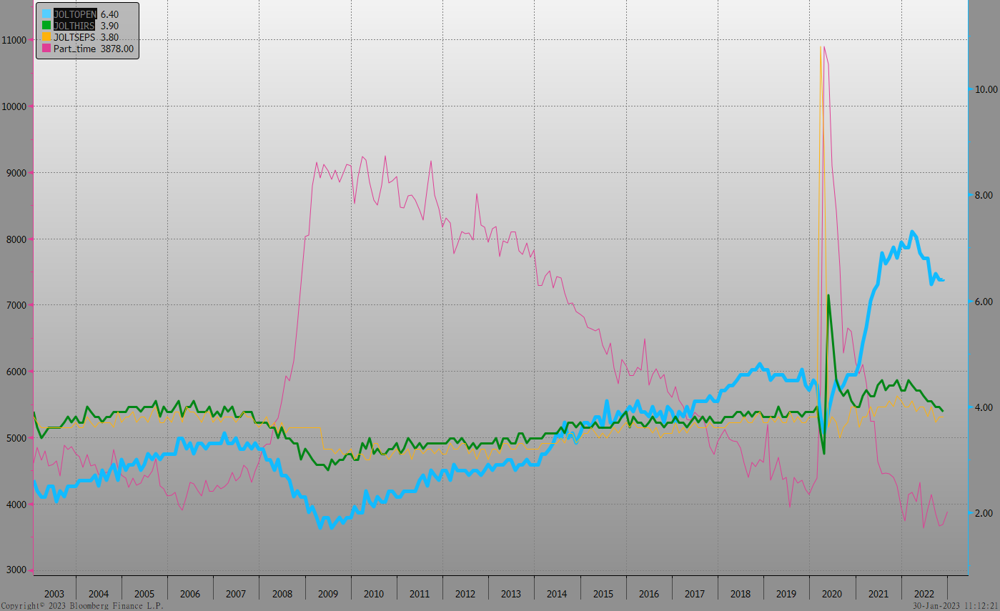 JOLTOPEN 6.40
JOLTHIRS 3.90
JOLTSEPS 3.80
Part_time 3878.00
11000
10000
9000
8000
7000
6000
5000
4000
3000
10.00
8.00
6.00
4.00
2.00
2003 2004 2005 2006 2007 2008 2009 2010 2011 2012 2013 2014 2015 2016 2017 2018 2019 2020 2021 2022
Copyright© 2023 Bloomberg Finance L.P. 30-Jan-2023 11:12:21